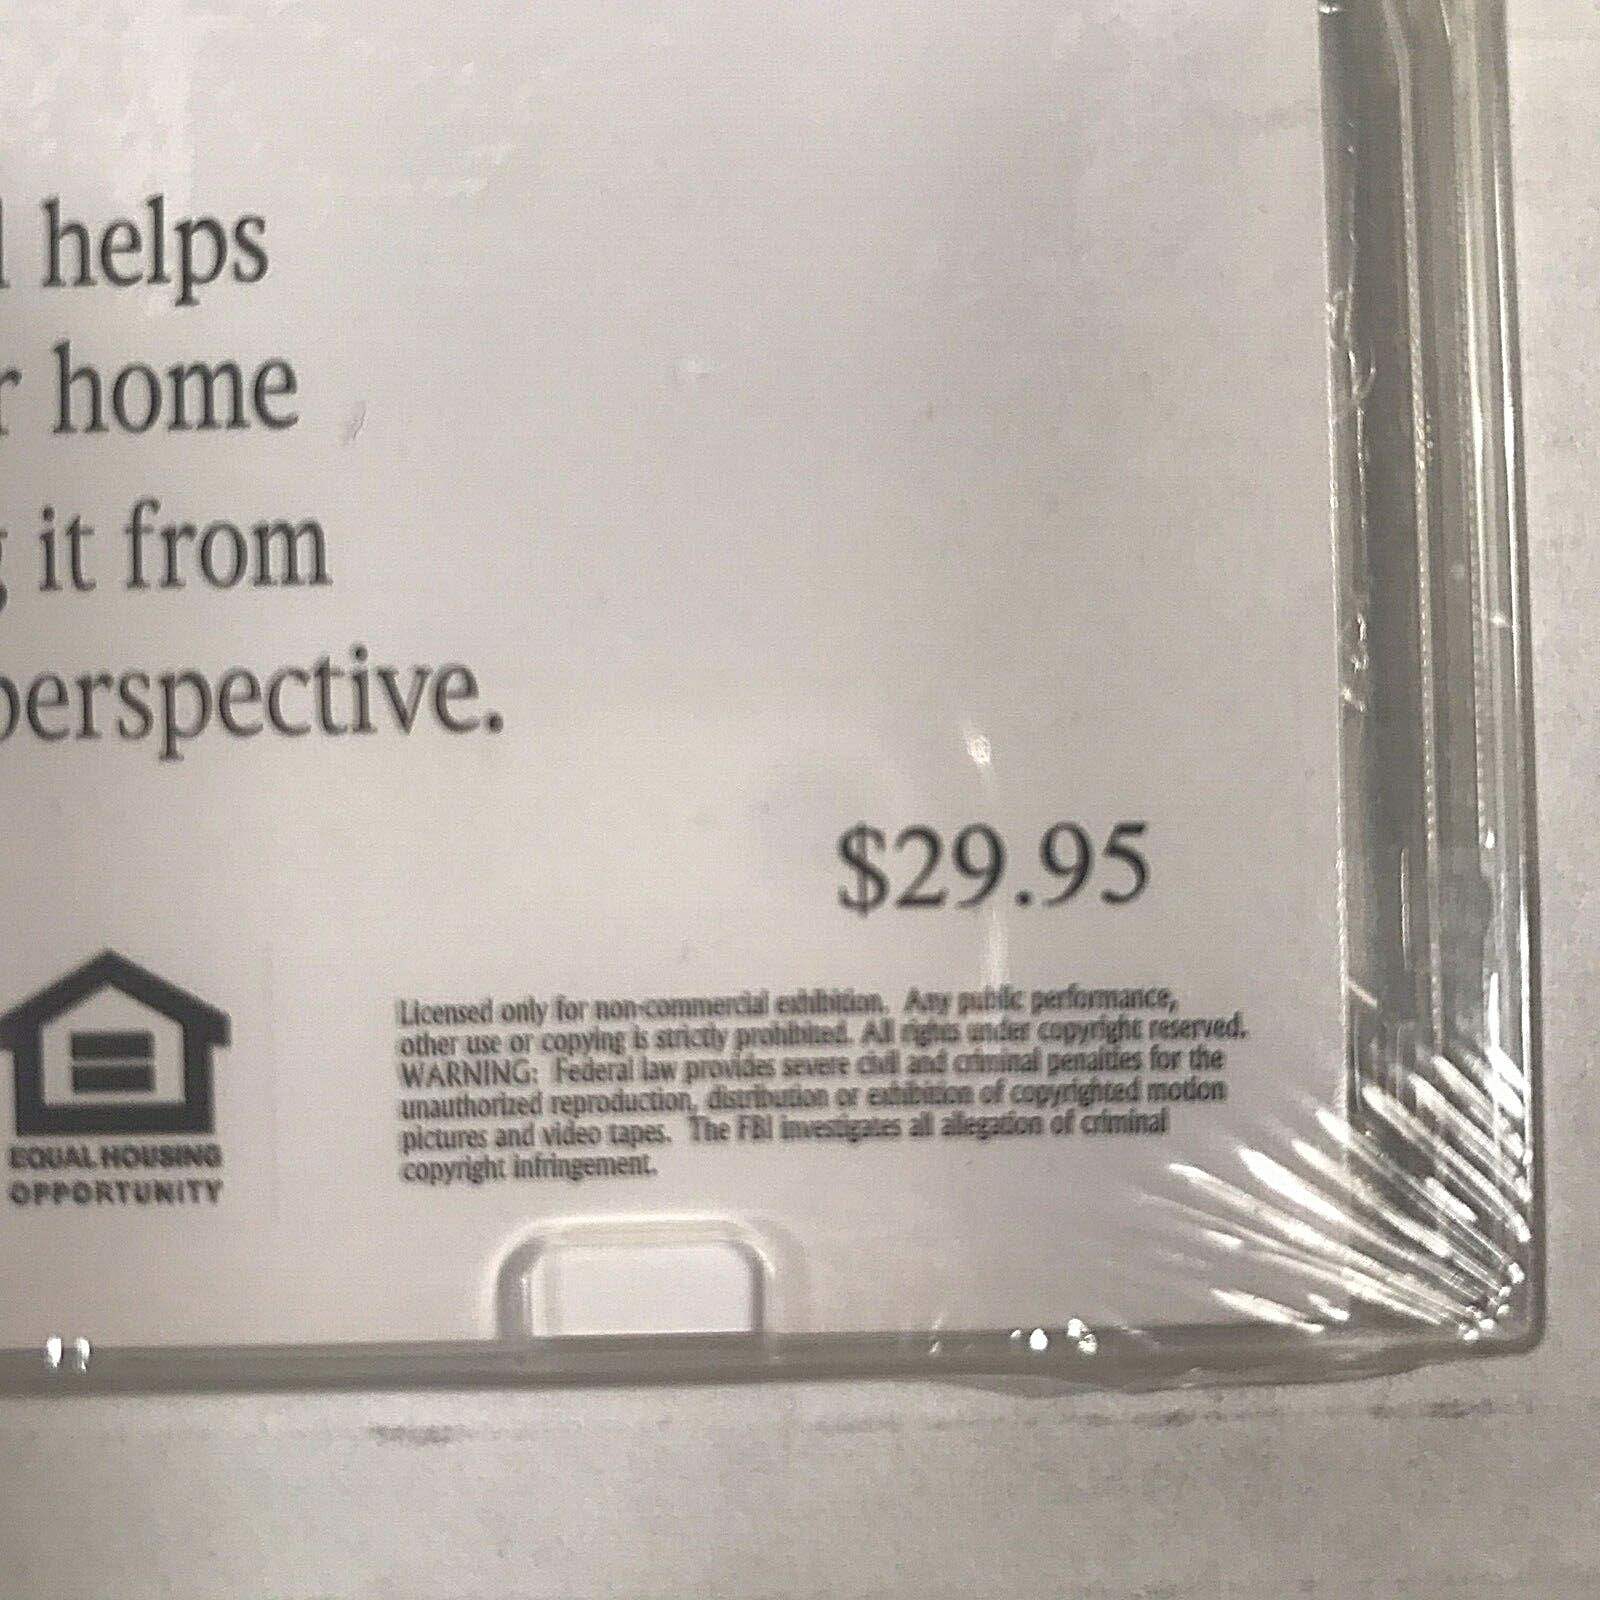 helps
home
it from
perspective.
$29.95
EQUAL HOUSING
OPPORTUNITY
Licensed only for non-commercial exhibition. Any public performance,
other use or copying is strictly prohibited. All rights under copyright reserved.
WARNING: Federal law provides severe civil and criminal penalties for the
unauthorized reproduction, distribution or exhibition of copyrighted motion
pictures and video tapes. The FBI investigates all allegation of criminal
copyright infringement.